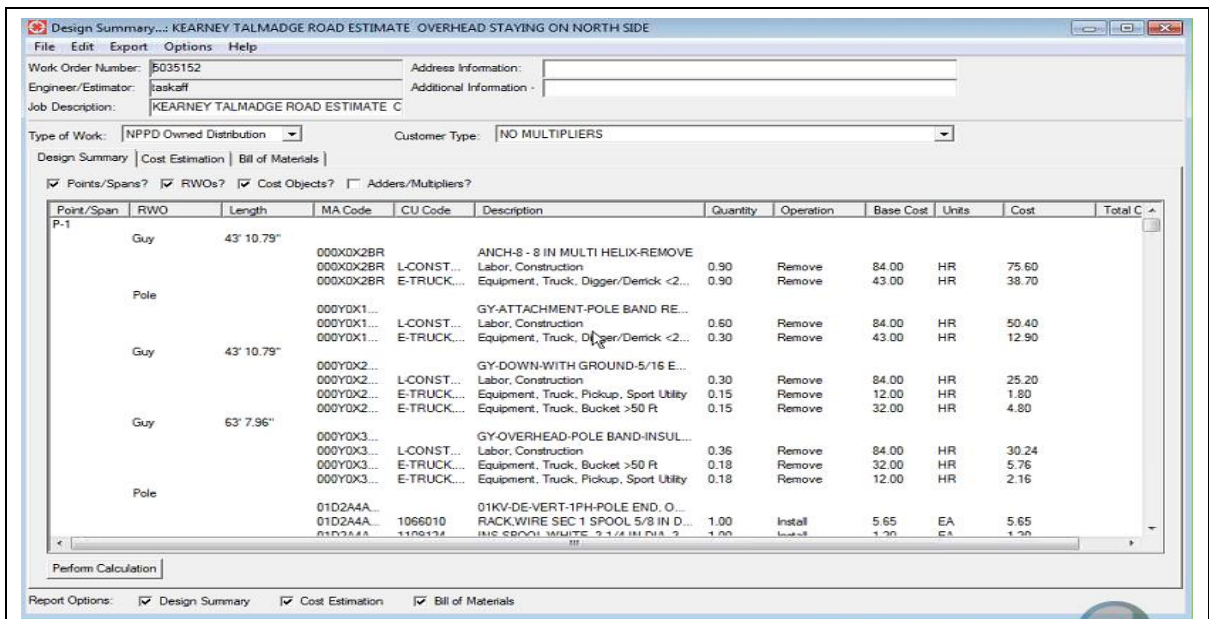 Design Summary...: KEARNEY TALMADGE ROAD ESTIMATE OVERHEAD STAYING ON NORTH SIDE
File Edit Export Options Help
Work Order Number: 5035152 Address Information:
Engineer/Estimator: taskaff Additional Information -
Job Description: KEARNEY TALMADGE ROAD ESTIMATE C
Type of Work: NPPD Owned Distribution Customer Type: NO MULTIPLIERS
Design Summary Cost Estimation Bill of Materials
Points/Spans? RWOs? Cost Objects? Adders/Multipliers?
Point/Span RWO Length MA Code CU Code Description Quantity Operation Base Cost Units Cost Total C
P-1
Guy 43' 10.79"
000X0X2BR ANCH-8 - 8 IN MULTI HELIX-REMOVE
000X0X2BR L-CONST... Labor, Construction 0.90 Remove 84.00 HR 75.60
000X0X2BR E-TRUCK,... Equipment, Truck, Digger/Derrick <2... 0.90 Remove 43.00 HR 38.70
Pole
000Y0X1... GY-ATTACHMENT-POLE BAND RE...
000Y0X1... L-CONST... Labor, Construction 0.60 Remove 84.00 HR 50.40
000Y0X1... E-TRUCK,... Equipment, Truck, Digger/Derrick <2... 0.30 Remove 43.00 HR 12.90
Guy 43' 10.79"
000Y0X2... GY-DOWN-WITH GROUND-5/16 E...
000Y0X2... L-CONST... Labor, Construction 0.30 Remove 84.00 HR 25.20
000Y0X2... E-TRUCK,... Equipment, Truck, Pickup, Sport Utility 0.15 Remove 12.00 HR 1.80
000Y0X2... E-TRUCK,... Equipment, Truck, Bucket >50 Ft 0.15 Remove 32.00 HR 4.80
Guy 63' 7.96"
000Y0X3... GY-OVERHEAD-POLE BAND-INSUL...
000Y0X3... L-CONST... Labor, Construction 0.36 Remove 84.00 HR 30.24
000Y0X3... E-TRUCK,... Equipment, Truck, Bucket >50 Ft 0.18 Remove 32.00 HR 5.76
000Y0X3... E-TRUCK,... Equipment, Truck, Pickup, Sport Utility 0.18 Remove 12.00 HR 2.16
Pole
01D2A4A... 01KV-DE-VERT-1PH-POLE END, O...
01D2A4A... 1066010 RACK,WIRE SEC 1 SPOOL 5/8 IN D... 1.00 Install 5.65 EA 5.65
01D2A4A... 1109124 INS SPOOL WHITE, 3 1.00 Install 1.20 EA 1.20
Perform Calculation
Report Options: Design Summary Cost Estimation Bill of Materials